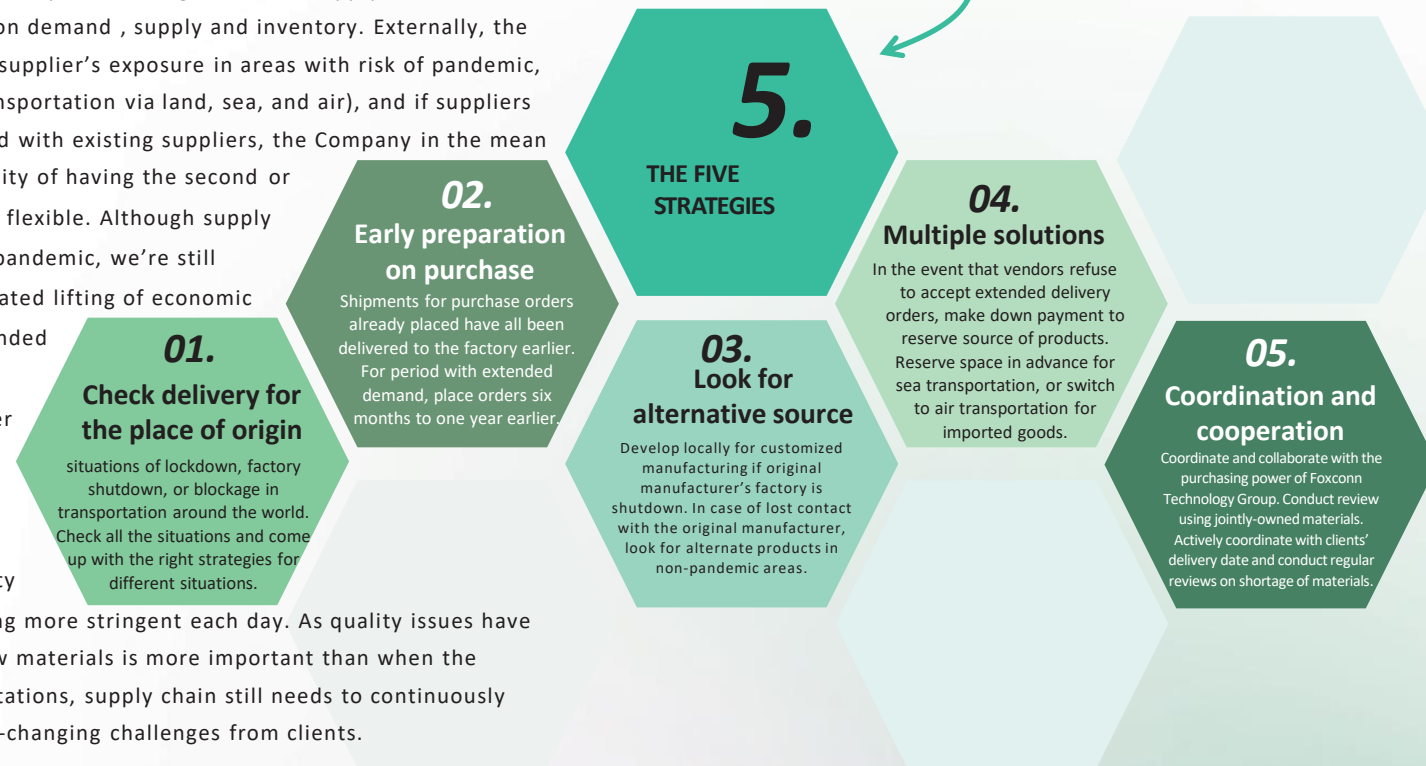 on demand , supply and inventory. Externally, the
supplier’s exposure in areas with risk of pandemic,
nsportation via land, sea, and air), and if suppliers
d with existing suppliers, the Company in the mean
ity of having the second or
flexible. Although supply
pandemic, we’re still
ated lifting of economic
nded
er
ty
ng more stringent each day. As quality issues have
w materials is more important than when the
tations, supply chain still needs to continuously
-changing challenges from clients.
5.
THE FIVE
STRATEGIES
01.
Check delivery for
the place of origin
situations of lockdown, factory
shutdown, or blockage in
transportation around the world.
Check all the situations and come
up with the right strategies for
different situations.
02.
Early preparation
on purchase
Shipments for purchase orders
already placed have all been
delivered to the factory earlier.
For period with extended
demand, place orders six
months to one year earlier.
03.
Look for
alternative source
Develop locally for customized
manufacturing if original
manufacturer’s factory is
shutdown. In case of lost contact
with the original manufacturer,
look for alternate products in
non-pandemic areas.
04.
Multiple solutions
In the event that vendors refuse
to accept extended delivery
orders, make down payment to
reserve source of products.
Reserve space in advance for
sea transportation, or switch
to air transportation for
imported goods.
05.
Coordination and
cooperation
Coordinate and collaborate with the
purchasing power of Foxconn
Technology Group. Conduct review
using jointly-owned materials.
Actively coordinate with clients’
delivery date and conduct regular
reviews on shortage of materials.